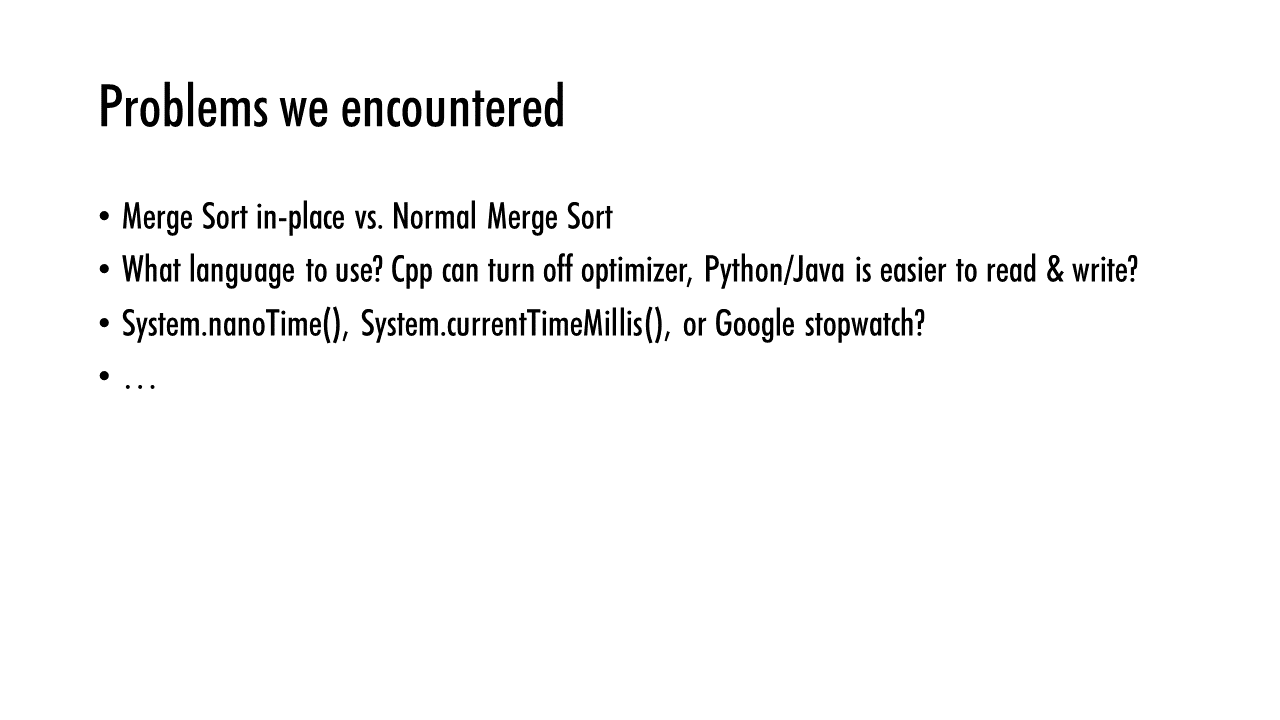 Problems we encountered
• Merge Sort in-place vs. Normal Merge Sort
• What language to use? Cpp can turn off optimizer, Python/Java is easier to read & write?
• System.nanoTime(), System.currentTimeMillis(), or Google stopwatch?
• …